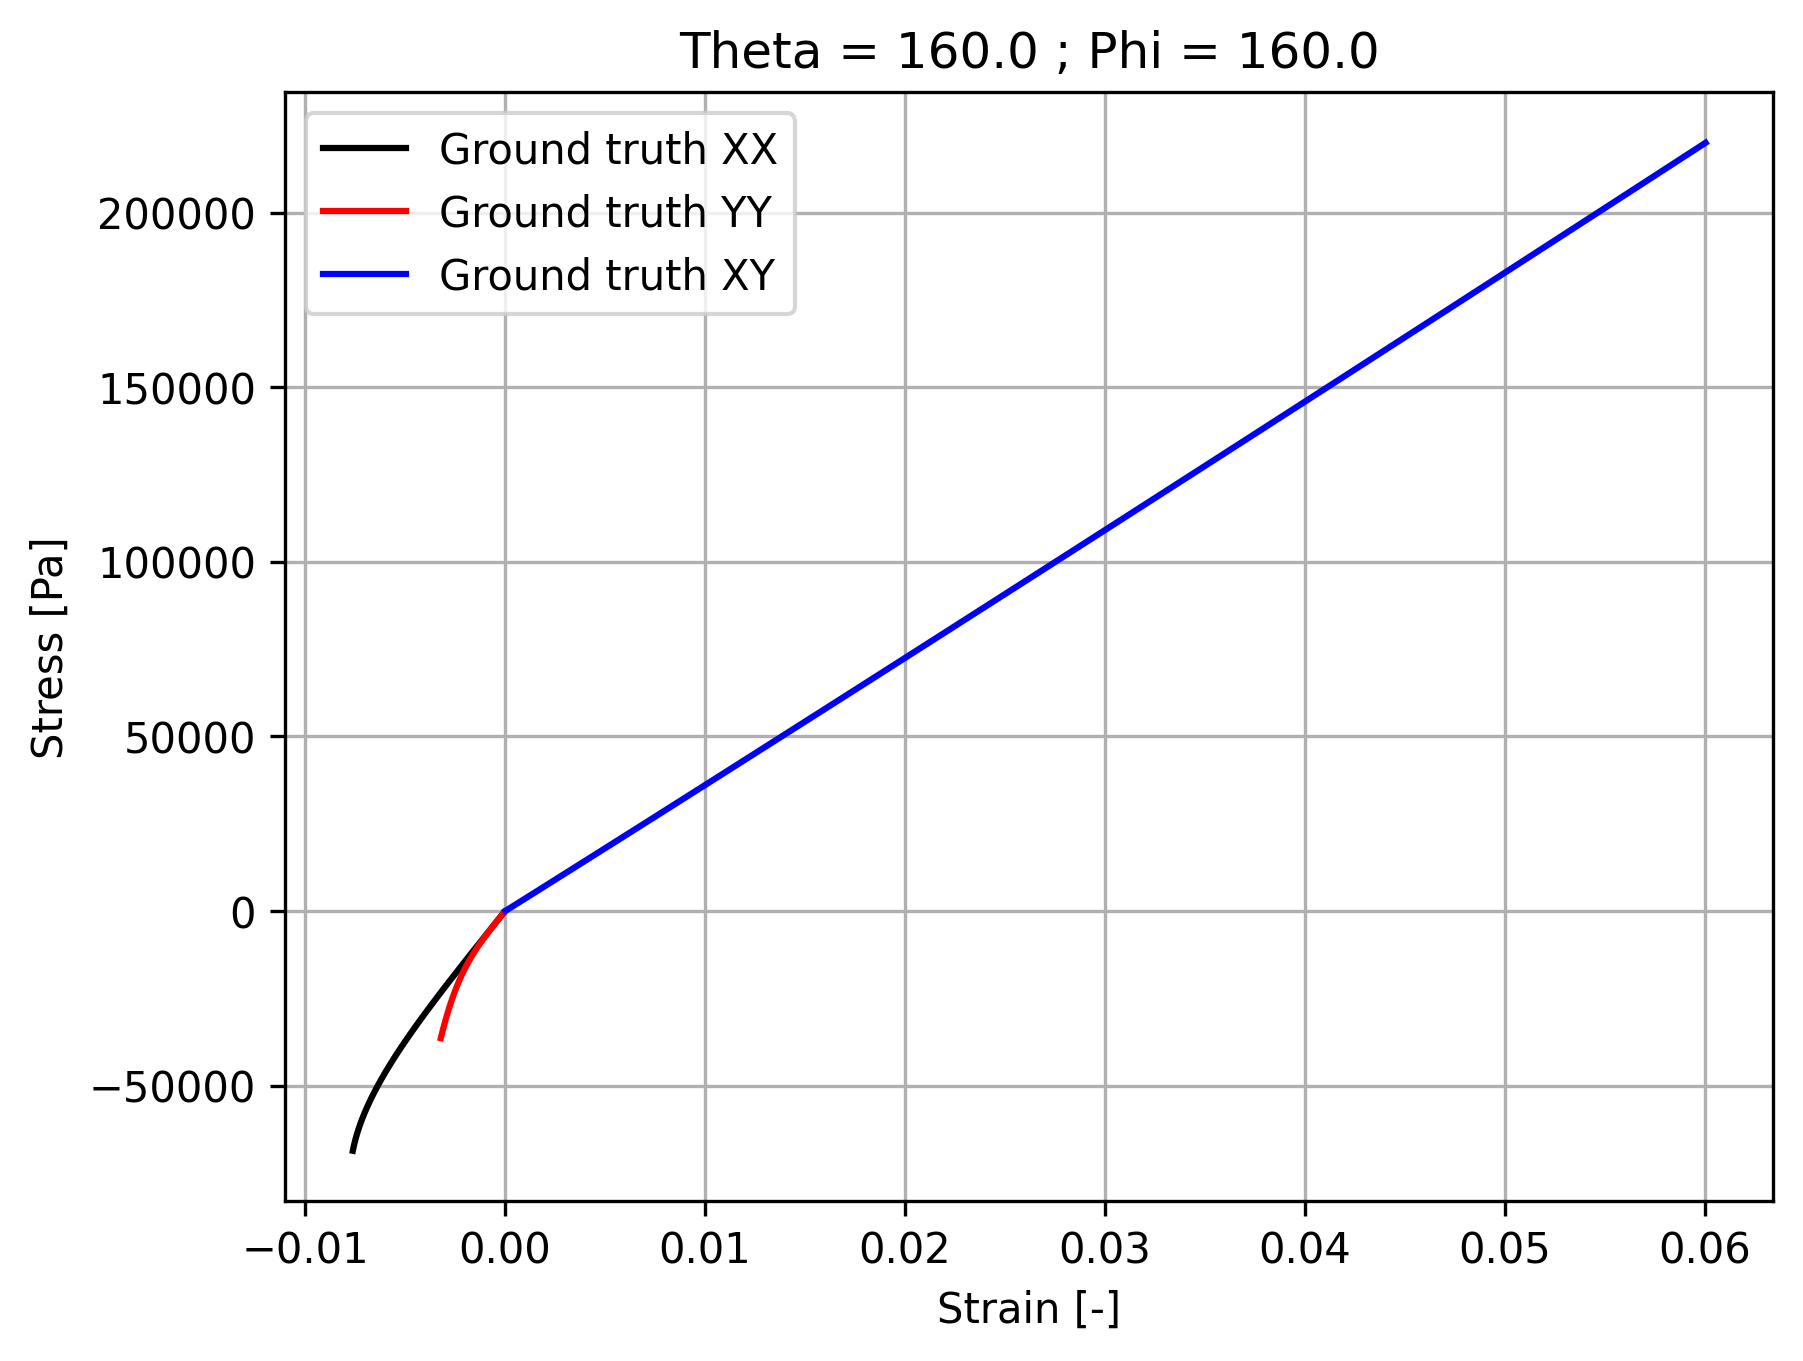 Theta = 160.0 ; Phi = 160.0
Ground truth XX
Ground truth YY
Ground truth XY
200000
150000
100000
50000
0
−50000
Stress [Pa]
−0.01 0.00 0.01 0.02 0.03 0.04 0.05 0.06
Strain [-]